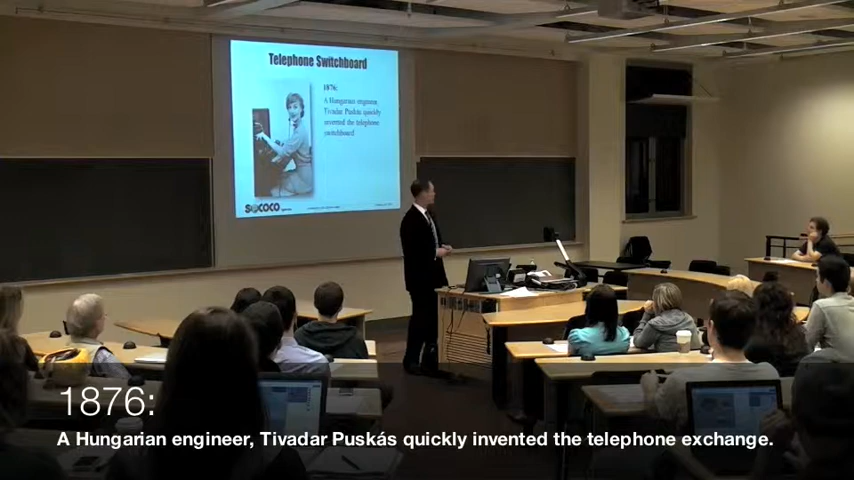 Telephone Switchboard
1876:
A Hungarian engineer,
Tivadar Puskás quickly
invented the telephone
switchboard
SOCOCO
1876:
A Hungarian engineer, Tivadar Puskás quickly invented the telephone exchange.